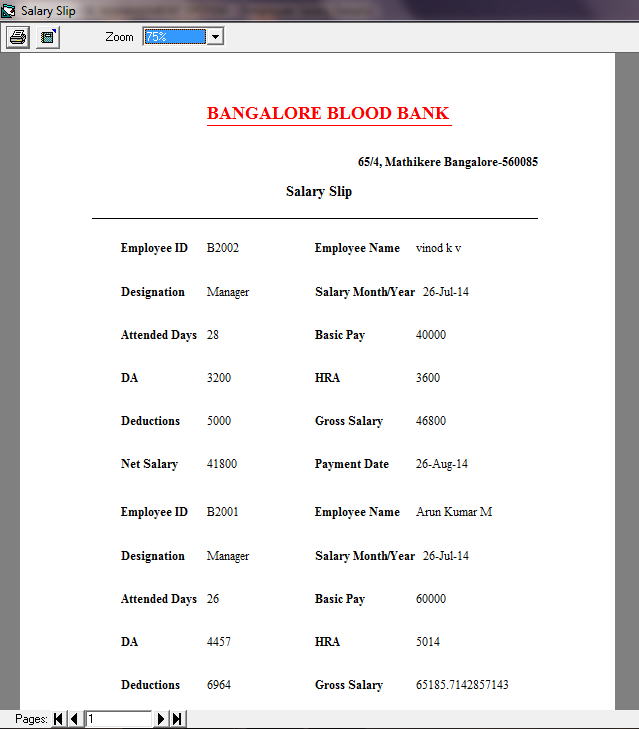 Salary Slip
Zoom 75%
BANGALORE BLOOD BANK
65/4, Mathikere Bangalore-560085
Salary Slip
Employee ID B2002 Employee Name vinod k v
Designation Manager Salary Month/Year 26-Jul-14
Attended Days 28 Basic Pay 40000
DA 3200 HRA 3600
Deductions 5000 Gross Salary 46800
Net Salary 41800 Payment Date 26-Aug-14
Employee ID B2001 Employee Name Arun Kumar M
Designation Manager Salary Month/Year 26-Jul-14
Attended Days 26 Basic Pay 60000
DA 4457 HRA 5014
Deductions 6964 Gross Salary 65185.7142857143
Pages: 1